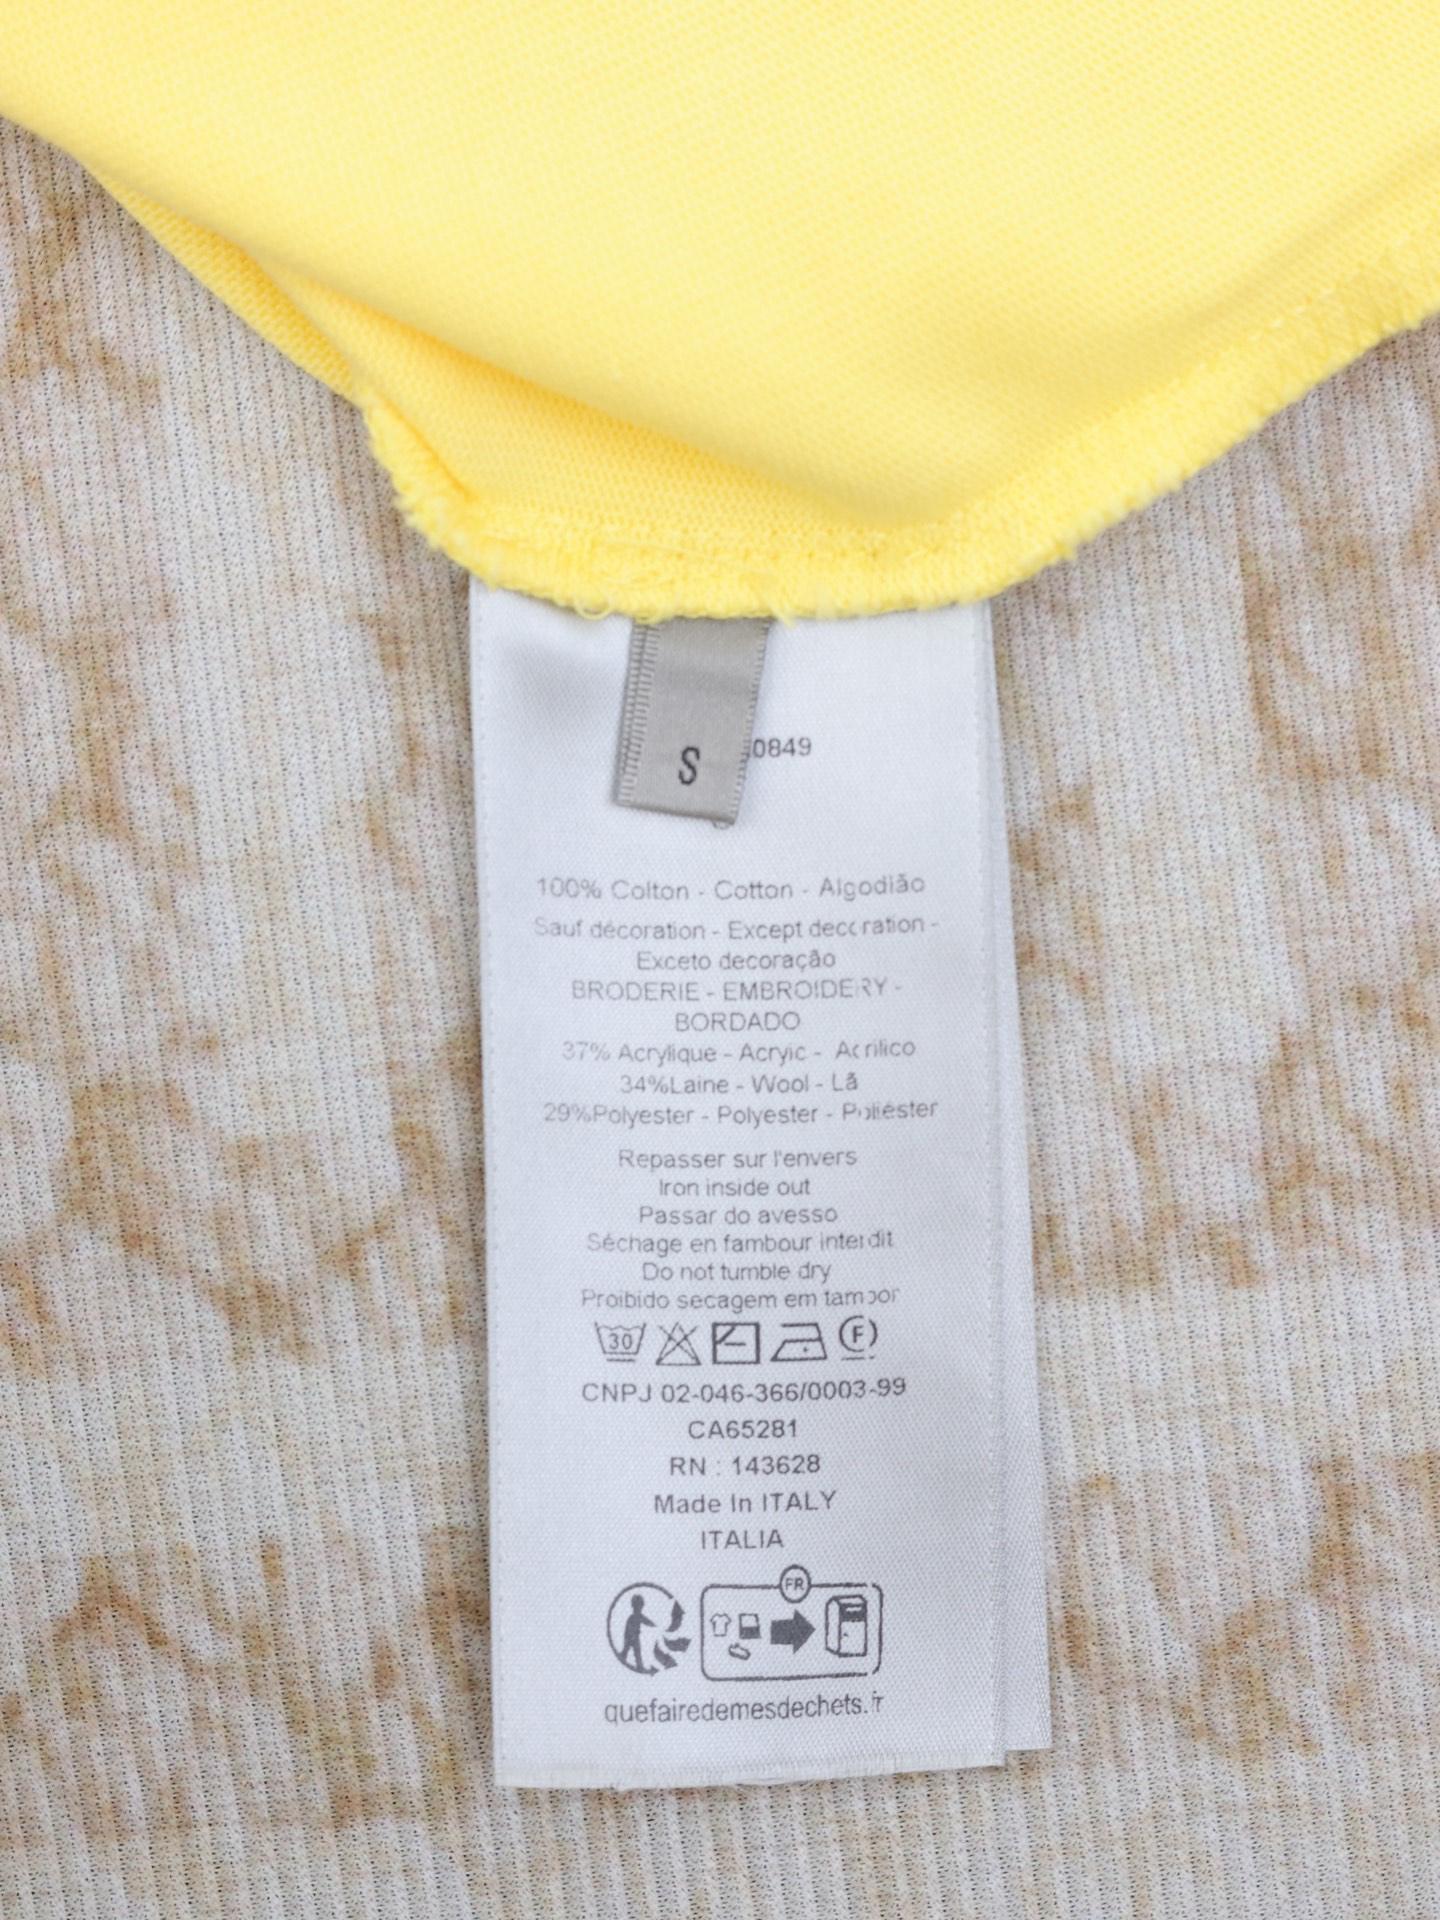 S
0849
100% Colton - Cotton - Algodião
Sauf décoration - Except decoration -
Exceto decoração
BRODERIE - EMBROIDERY -
BORDADO
37% Acrylique - Acryic - Acrilico
34%Laine - Wool - Lã
29%Polyester - Polyester - Poliéster
Repasser sur l'envers
Iron inside out
Passar do avesso
Séchage en fambour interdit
Do not tumble dry
Proibido secagem em tambor
30 F
CNPJ 02-046-366/0003-99
CA65281
RN : 143628
Made In ITALY
ITALIA
FR
quefairedemesdechets.fr